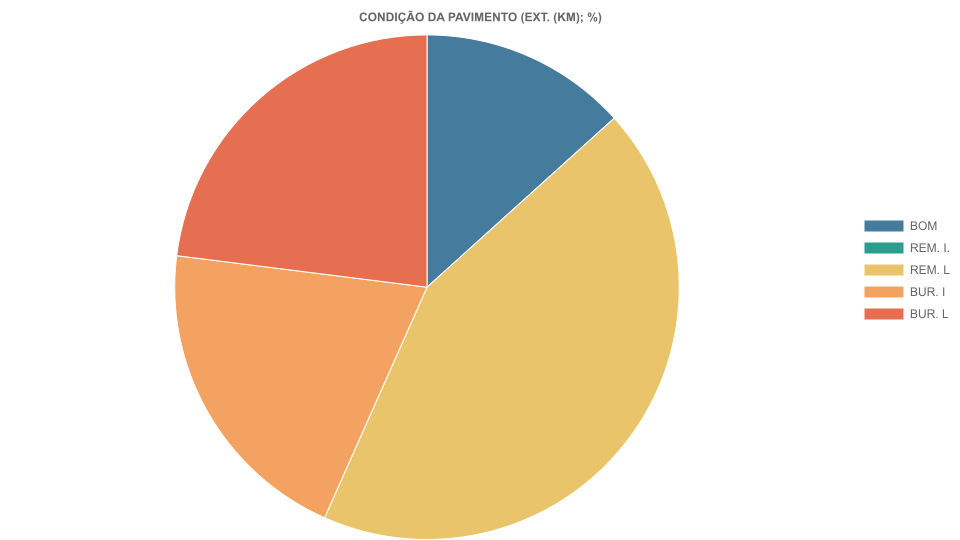 CONDIÇÃO DA PAVIMENTO (EXT. (KM); %)
BOM
REM. I.
REM. L
BUR. I
BUR. L